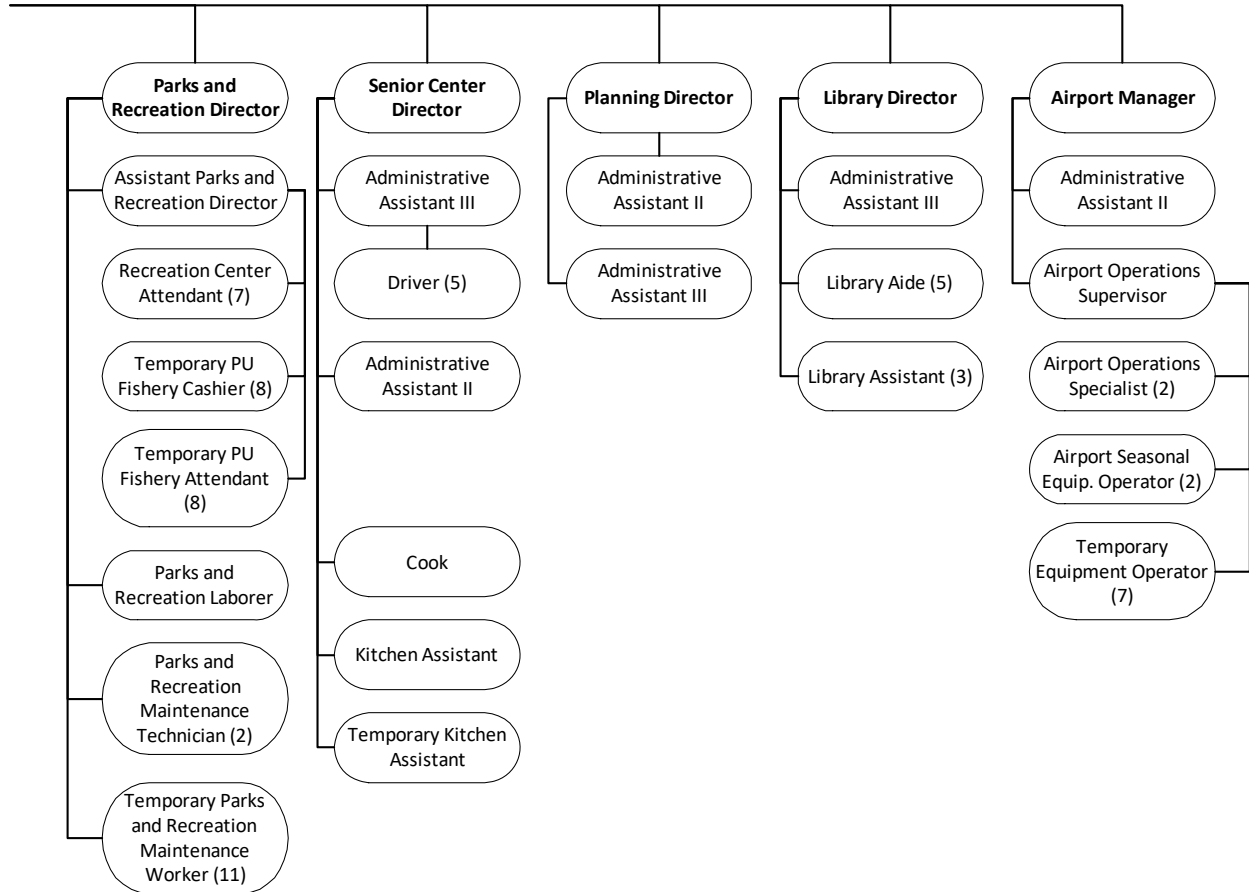 Parks and
Recreation Director
Senior Center
Director
Planning Director
Library Director
Airport Manager
Assistant Parks and
Recreation Director
Administrative
Assistant III
Administrative
Assistant II
Administrative
Assistant III
Administrative
Assistant II
Recreation Center
Attendant (7)
Driver (5)
Administrative
Assistant III
Library Aide (5)
Airport Operations
Supervisor
Temporary PU
Fishery Cashier (8)
Administrative
Assistant II
Library Assistant (3)
Airport Operations
Specialist (2)
Temporary PU
Fishery Attendant
(8)
Airport Seasonal
Equip. Operator (2)
Parks and
Recreation Laborer
Cook
Temporary
Equipment Operator
(7)
Parks and
Recreation
Maintenance
Technician (2)
Kitchen Assistant
Temporary Kitchen
Assistant
Temporary Parks
and Recreation
Maintenance
Worker (11)